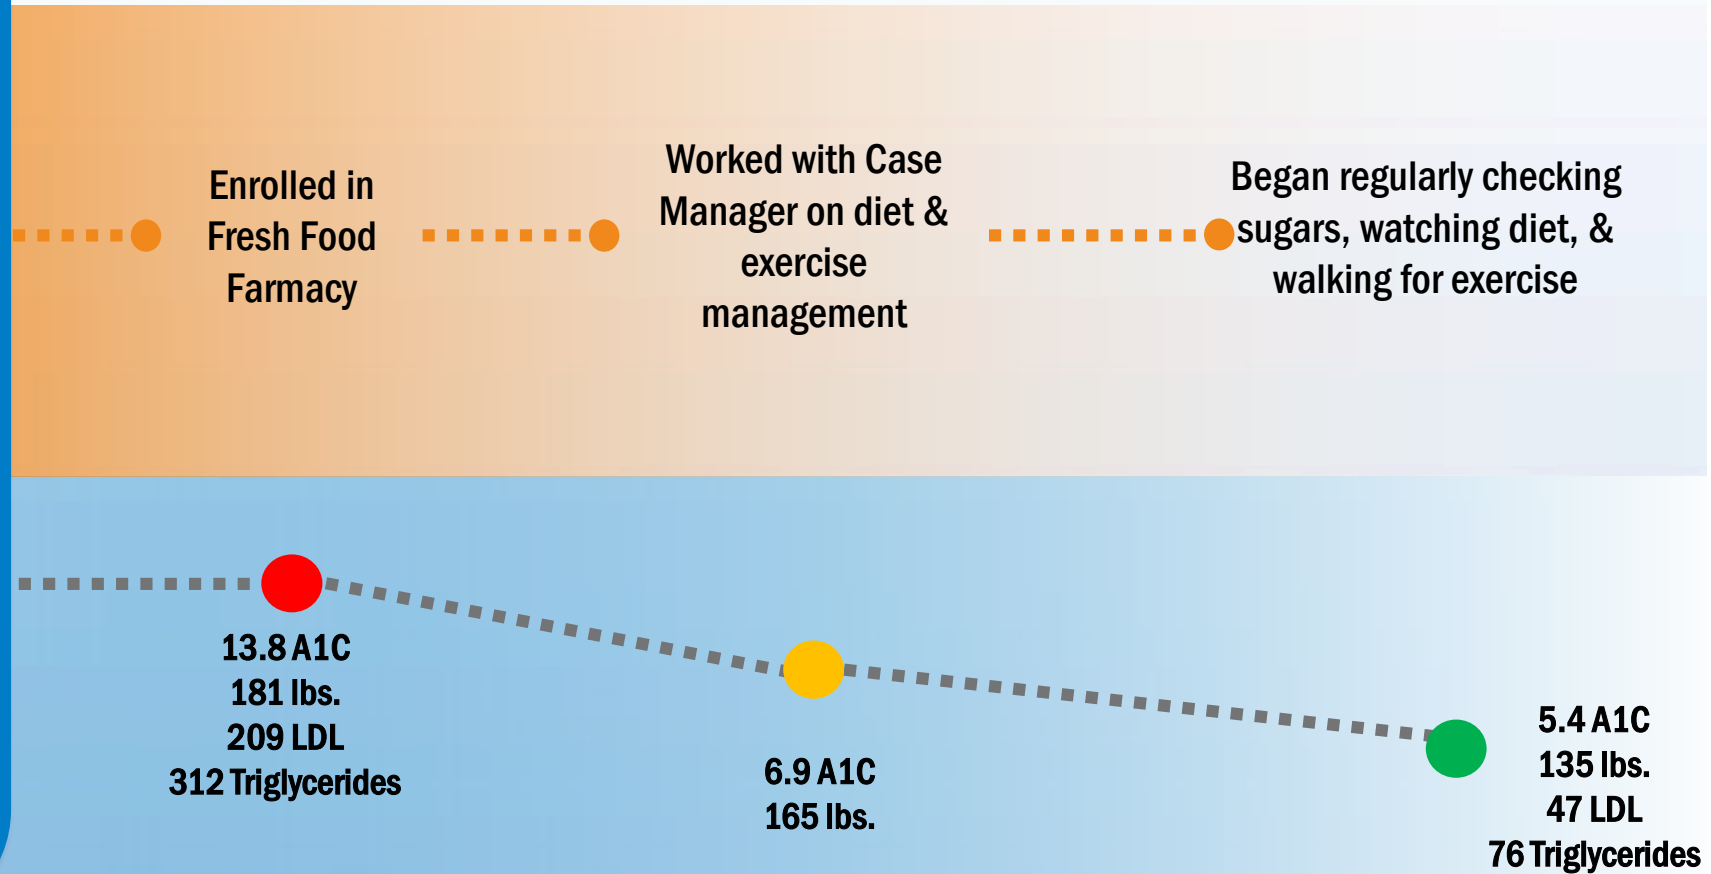 Enrolled in
Fresh Food
Farmacy
Worked with Case
Manager on diet &
exercise
management
Began regularly checking
sugars, watching diet, &
walking for exercise
13.8 A1C
181 lbs.
209 LDL
312 Triglycerides
6.9 A1C
165 lbs.
5.4 A1C
135 lbs.
47 LDL
76 Triglycerides